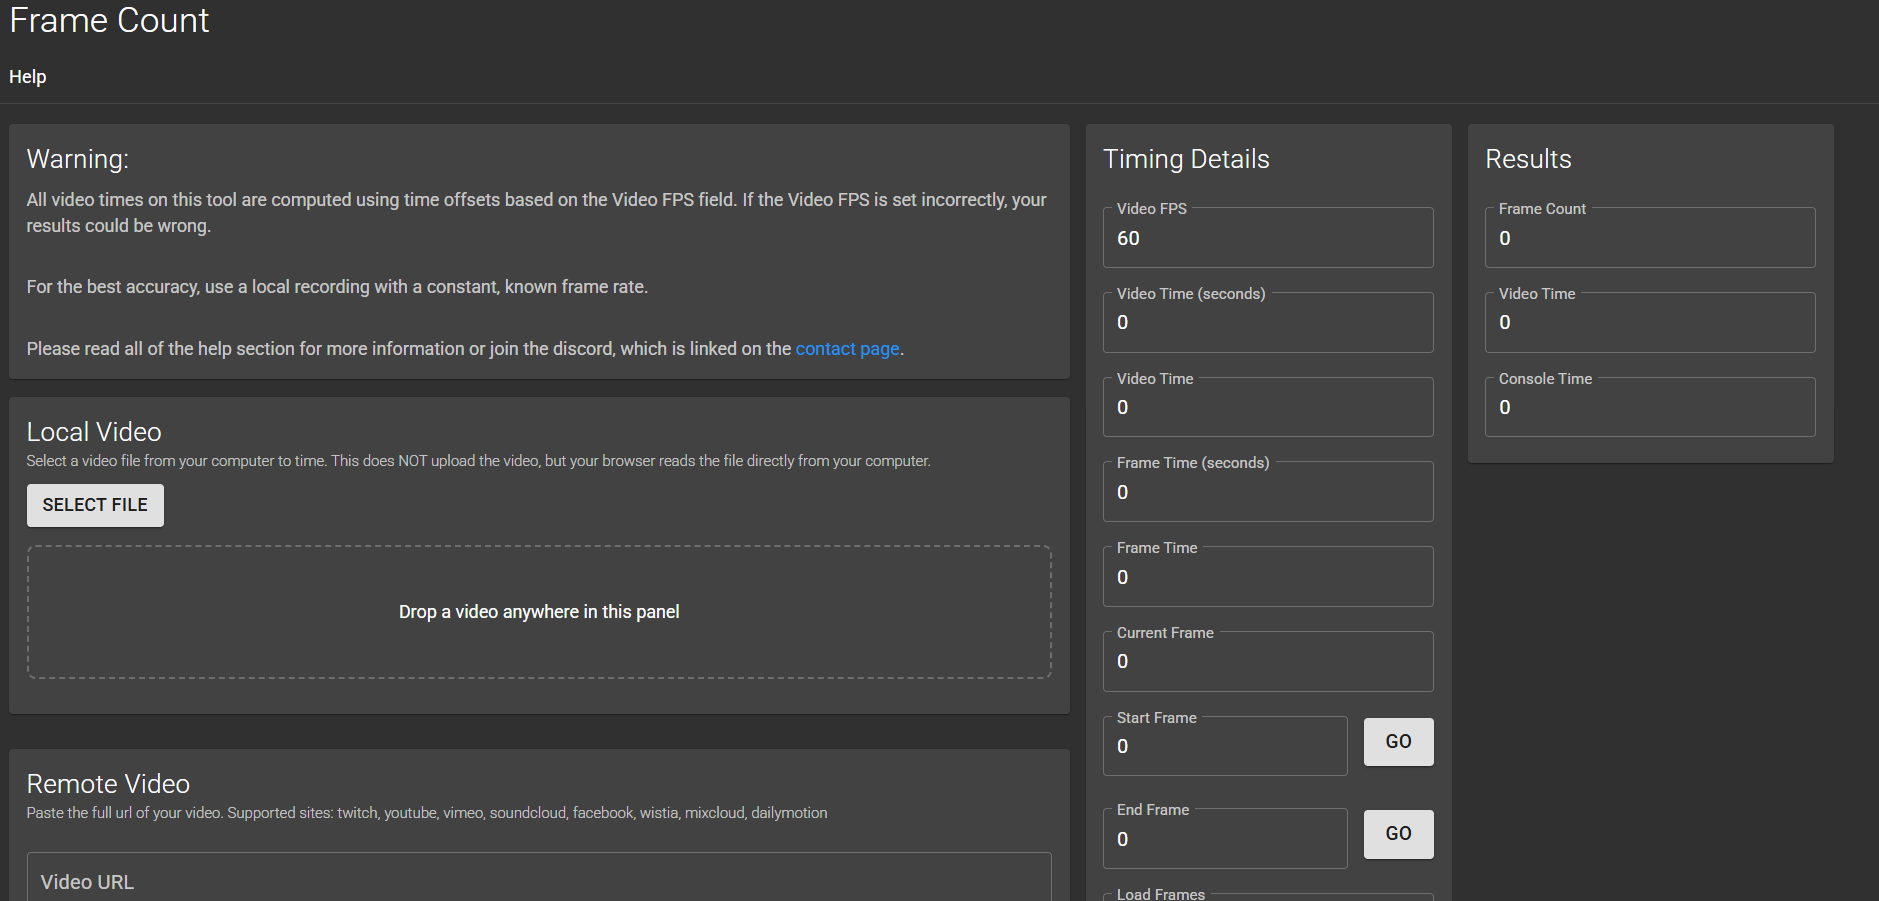 Frame Count
Help
Warning:
All video times on this tool are computed using time offsets based on the Video FPS field. If the Video FPS is set incorrectly, your
results could be wrong.
For the best accuracy, use a local recording with a constant, known frame rate.
Please read all of the help section for more information or join the discord, which is linked on the contact page.
Local Video
Select a video file from your computer to time. This does NOT upload the video, but your browser reads the file directly from your computer.
SELECT FILE
Drop a video anywhere in this panel
Remote Video
Paste the full url of your video. Supported sites: twitch, youtube, vimeo, soundcloud, facebook, wistia, mixcloud, dailymotion
Video URL
Timing Details
Video FPS
60
Video Time (seconds)
0
Video Time
0
Frame Time (seconds)
0
Frame Time
0
Current Frame
0
Start Frame
0
GO
End Frame
0
GO
Load Frames
Results
Frame Count
0
Video Time
0
Console Time
0